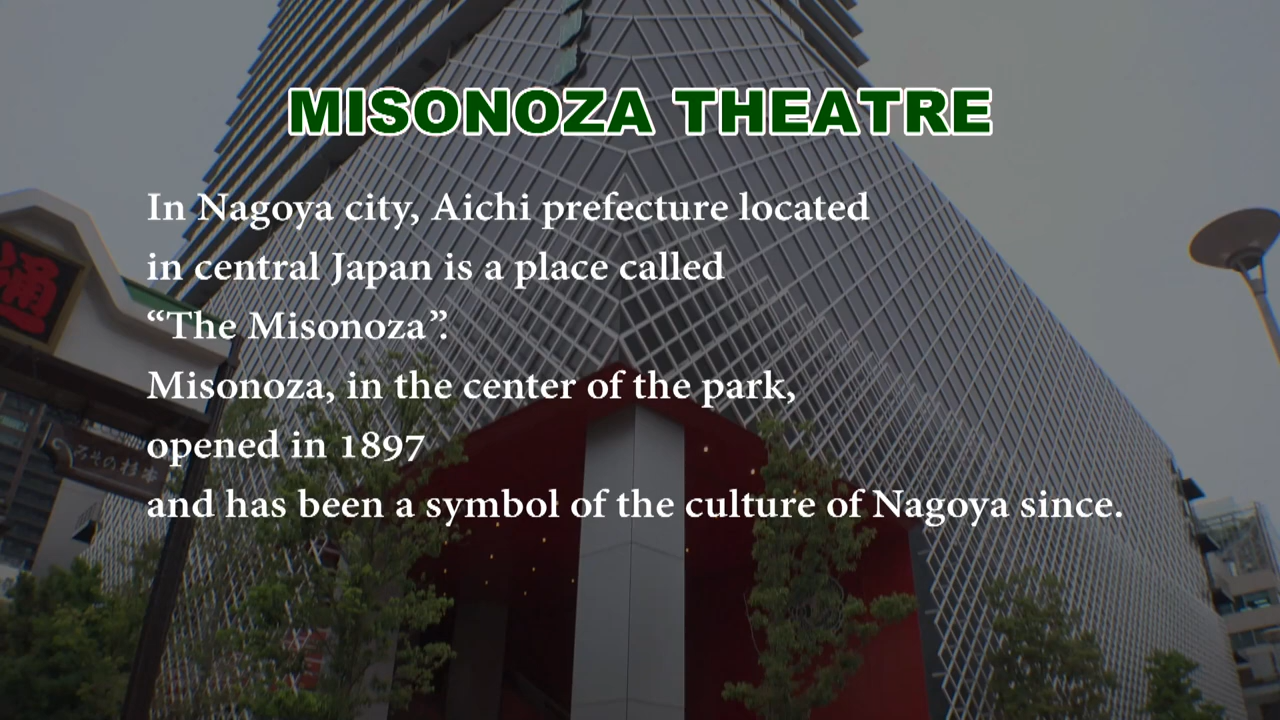 MISONOZA THEATRE
In Nagoya city, Aichi prefecture located
in central Japan is a place called
“The Misonoza”.
Misonoza, in the center of the park,
opened in 1897
and has been a symbol of the culture of Nagoya since.
通